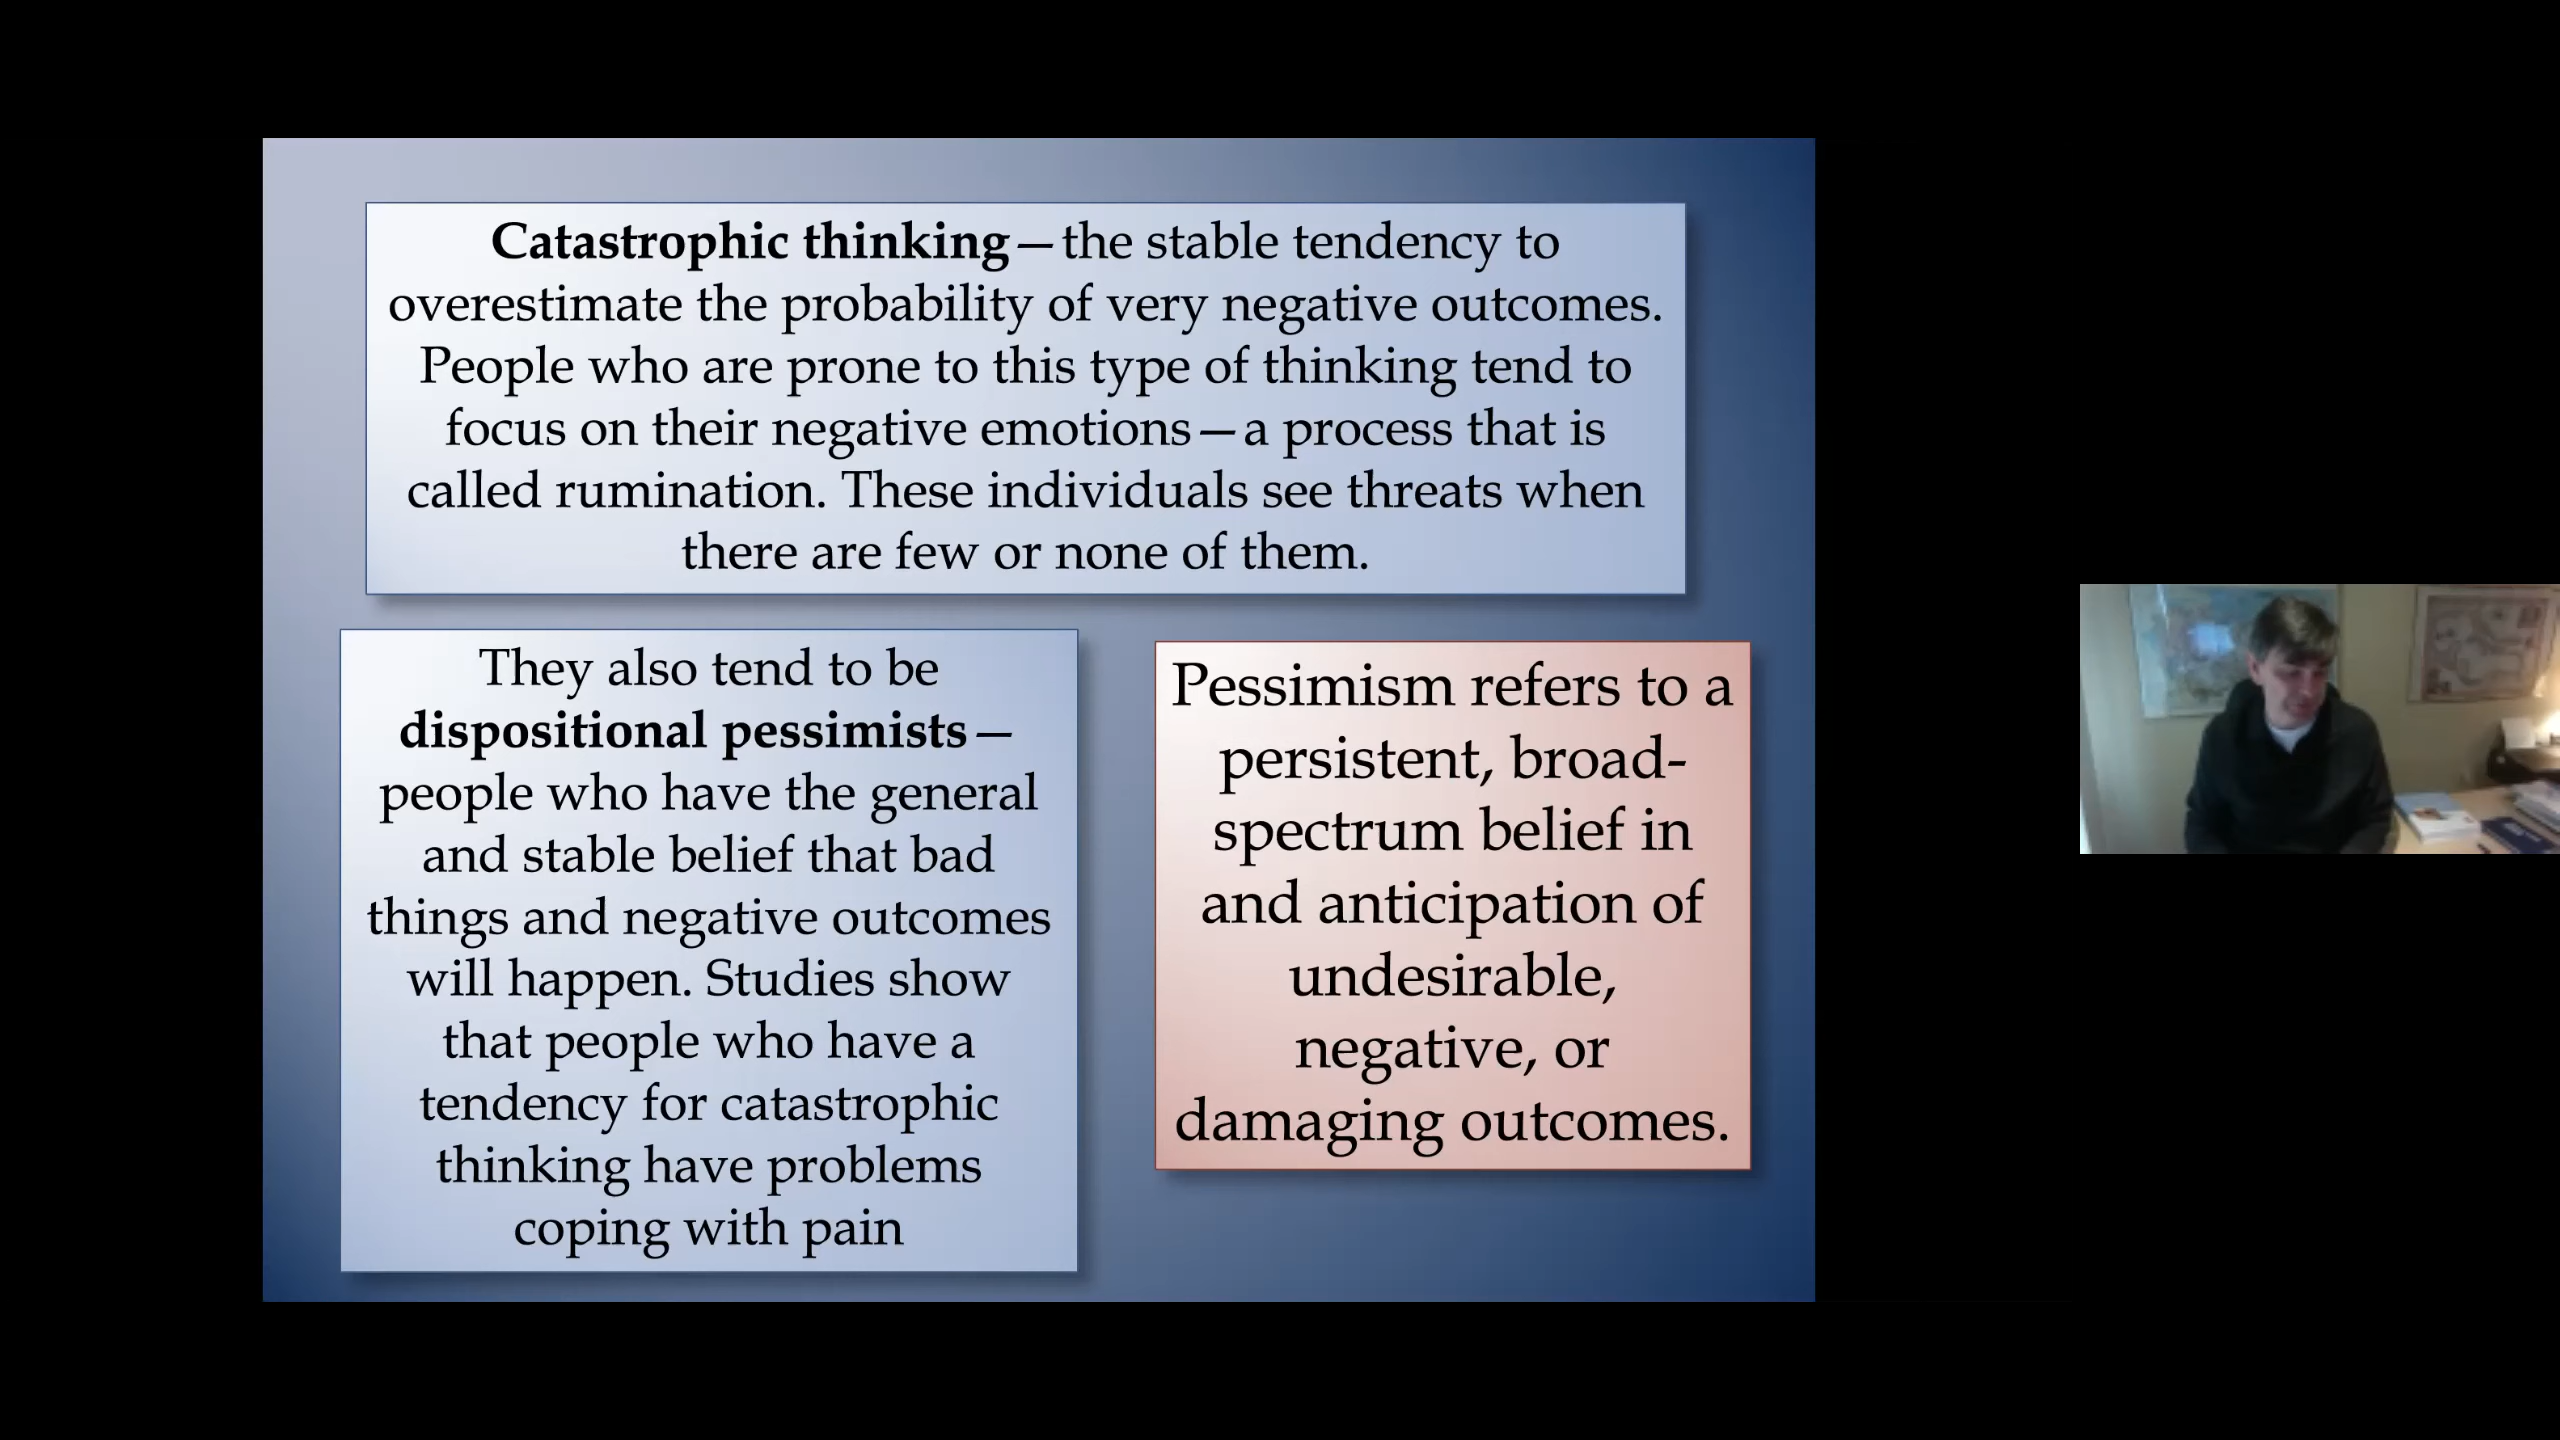 Catastrophic thinking—the stable tendency to
overestimate the probability of very negative outcomes.
People who are prone to this type of thinking tend to
focus on their negative emotions—a process that is
called rumination. These individuals see threats when
there are few or none of them.
They also tend to be
dispositional pessimists—
people who have the general
and stable belief that bad
things and negative outcomes
will happen. Studies show
that people who have a
tendency for catastrophic
thinking have problems
coping with pain
Pessimism refers to a
persistent, broad-
spectrum belief in
and anticipation of
undesirable,
negative, or
damaging outcomes.